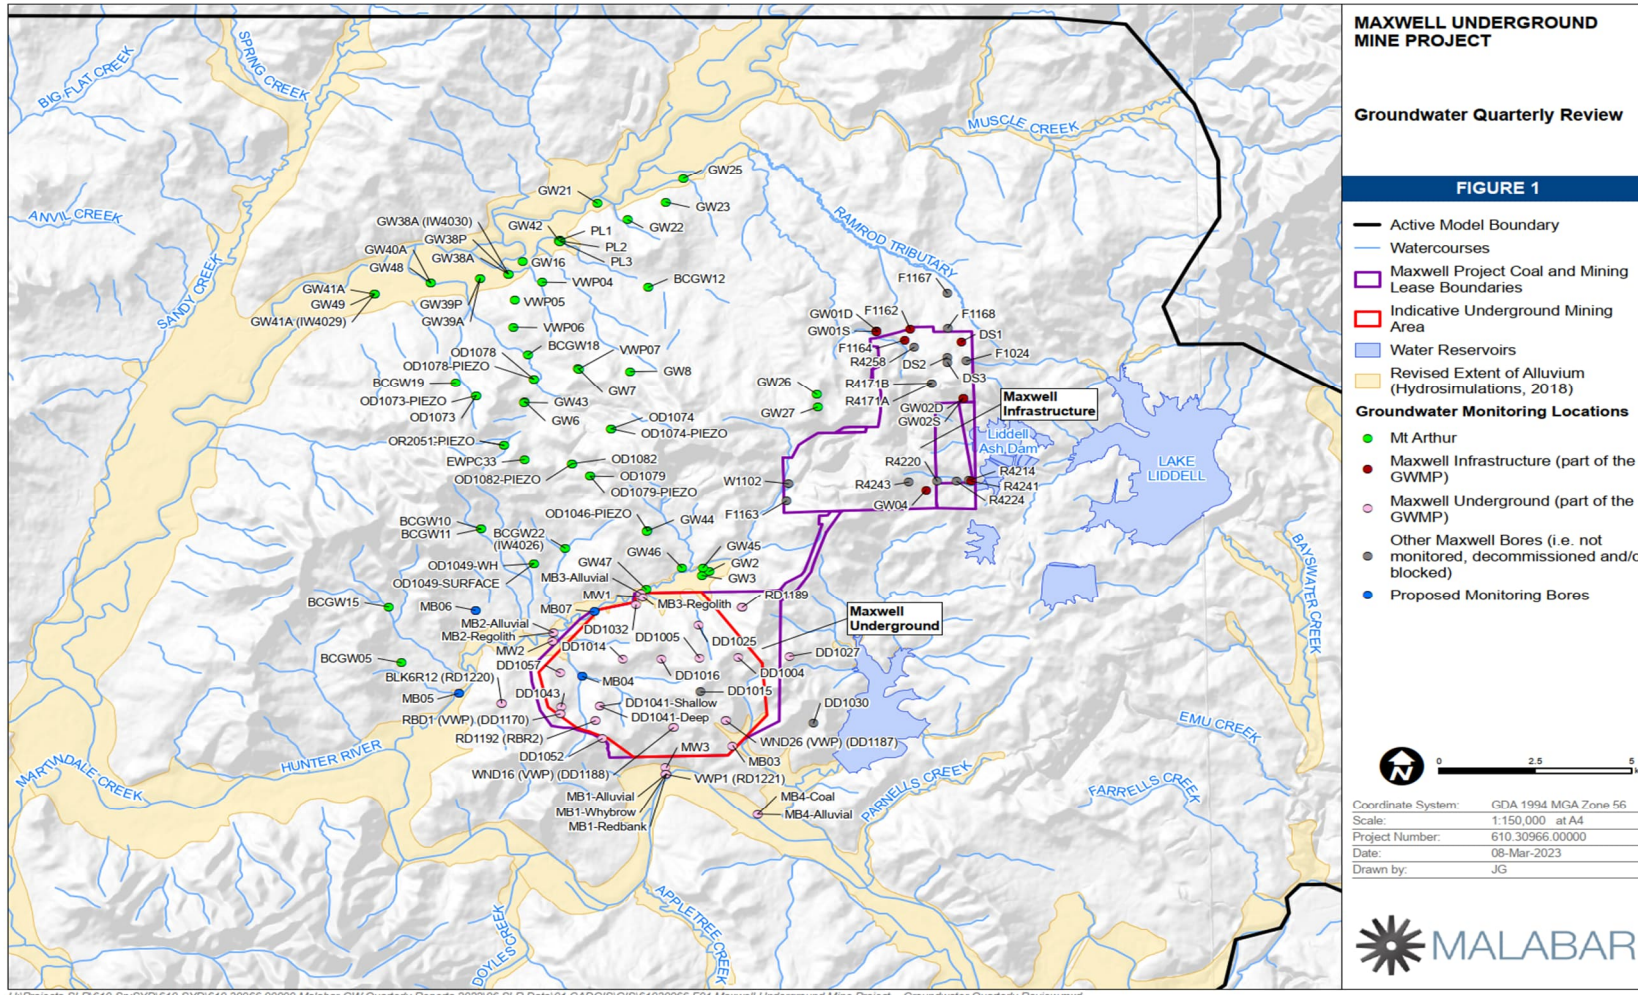 MAXWELL UNDERGROUND
MINE PROJECT
Groundwater Quarterly Review
FIGURE 1
Active Model Boundary
Watercourses
Maxwell Project Coal and Mining
Lease Boundaries
Indicative Underground Mining
Area
Water Reservoirs
Revised Extent of Alluvium
(Hydrosimulations, 2018)
Groundwater Monitoring Locations
Mt Arthur
Maxwell Infrastructure (part of the
GWMP)
Maxwell Underground (part of the
GWMP)
Other Maxwell Bores (i.e. not
monitored, decommissioned and/o
blocked)
Proposed Monitoring Bores
N
0 2.5 5
Coordinate System: GDA 1994 MGA Zone 56
Scale: 1:150,000 at A4
Project Number: 610.30966.00000
Date: 08-Mar-2023
Drawn by: JG
MALABAR
BIG FLAT CREEK
SPRING CREEK
MUSCLE CREEK
ANVIL CREEK
SANDY CREEK
RAMROD TRIBUTARY
GW25
GW21
GW23
GW22
GW38A (IW4030)
GW42
PL1
GW38P
PL2
GW40A
GW38A
PL3
GW48
GW16
VWP04
BCGW12
GW41A
GW49
GW39P
VWP05
GW41A (IW4029)
GW39A
VWP06
F1167
GW01D
F1162
F1168
GW01S
DS1
F1164
R4258
DS2
F1024
DS3
OD1078
BCGW18
VWP07
OD1078-PIEZO
GW8
BCGW19
GW7
OD1073-PIEZO
GW43
OD1073
GW6
GW26
GW27
R4171B
R4171A
GW02D
GW02S
Maxwell
Infrastructure
OD1074
OD1074-PIEZO
OR2051-PIEZO
EWPC33
OD1082
OD1082-PIEZO
OD1079
OD1079-PIEZO
Liddell
Ash Dam
LAKE
LIDDELL
R4220
R4214
W1102
R4243
R4241
R4224
GW04
F1163
OD1046-PIEZO
GW44
BCGW10
BCGW11
BCGW22
(IW4026)
GW45
GW46
GW2
OD1049-WH
GW47
GW3
OD1049-SURFACE
MB3-Alluvial
MW1
RD1189
BCGW15
MB06
MB07
MB3-Regolith
Maxwell
Underground
BAYSWATER CREEK
MB2-Alluvial
MB2-Regolith
DD1032
DD1005
DD1025
MW2
DD1014
DD1027
BCGW05
DD1057
DD1016
DD1004
BLK6R12 (RD1220)
MB04
MB05
DD1043
DD1041-Shallow
DD1015
DD1030
RBD1 (VWP) (DD1170)
DD1041-Deep
EMU CREEK
RD1192 (RBR2)
WND26 (VWP) (DD1187)
HUNTER RIVER
DD1052
MW3
MB03
MARTINDALE CREEK
WND16 (VWP) (DD1188)
VWP1 (RD1221)
PARNELLS CREEK
FARRELLS CREEK
MB1-Alluvial
MB4-Coal
MB1-Whybrow
MB4-Alluvial
MB1-Redbank
APPLETREE CREEK
DOYLES CREEK